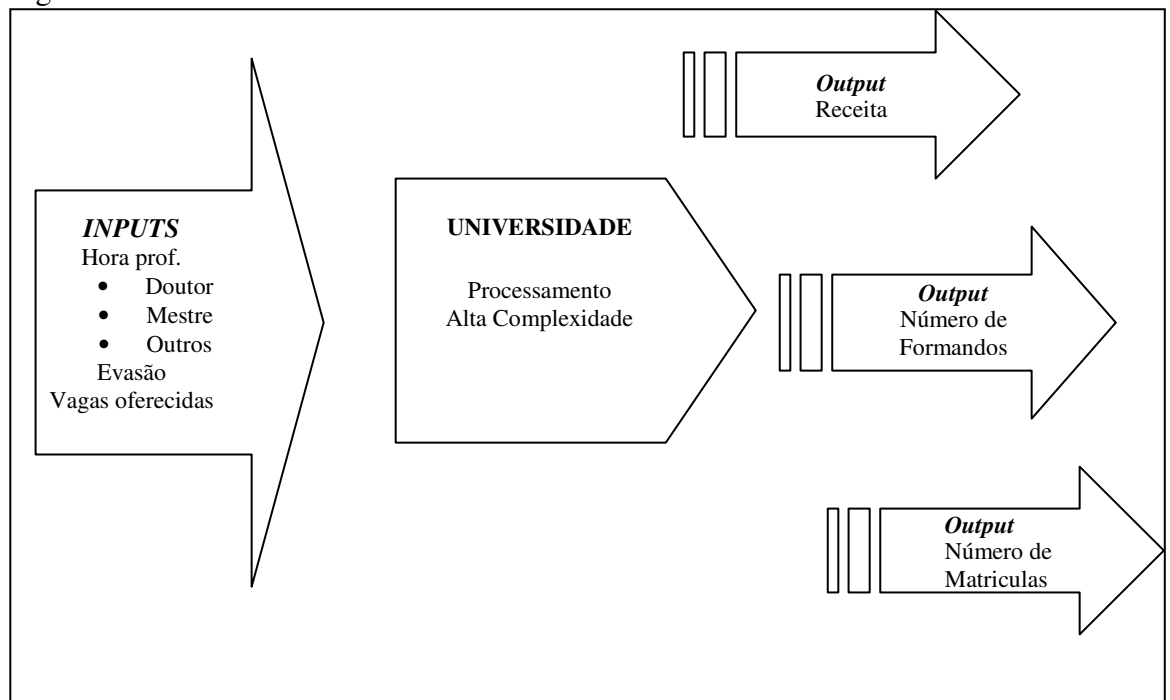 INPUTS
Hora prof.
• Doutor
• Mestre
• Outros
Evasão
Vagas oferecidas
UNIVERSIDADE
Processamento
Alta Complexidade
Output
Receita
Output
Número de
Formandos
Output
Número de
Matriculas